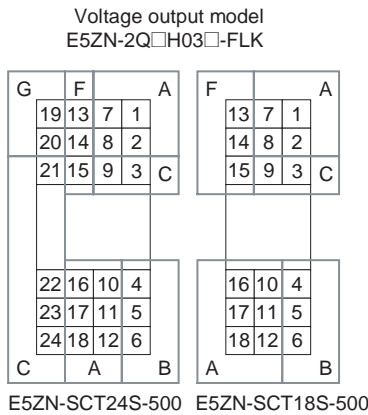 Voltage output model
E5ZN-2Q□H03□-FLK
G F A F A
19 13 7 1 13 7 1
20 14 8 2 14 8 2
21 15 9 3 C 15 9 3 C
22 16 10 4 16 10 4
23 17 11 5 17 11 5
24 18 12 6 18 12 6
C A B A B
E5ZN-SCT24S-500 E5ZN-SCT18S-500